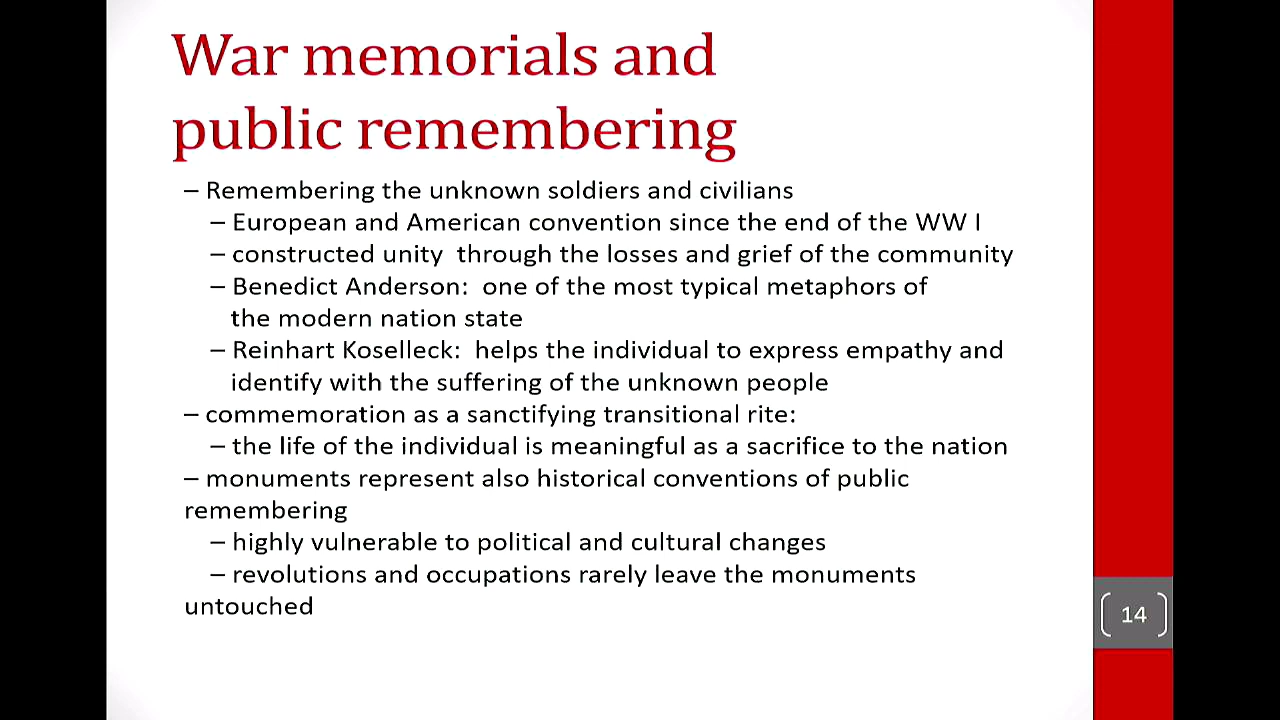 War memorials and
public remembering
– Remembering the unknown soldiers and civilians
– European and American convention since the end of the WW I
– constructed unity  through the losses and grief of the community
– Benedict Anderson:  one of the most typical metaphors of
the modern nation state
– Reinhart Koselleck:  helps the individual to express empathy and
identify with the suffering of the unknown people
– commemoration as a sanctifying transitional rite:
– the life of the individual is meaningful as a sacrifice to the nation
– monuments represent also historical conventions of public
remembering
– highly vulnerable to political and cultural changes
– revolutions and occupations rarely leave the monuments
untouched
14